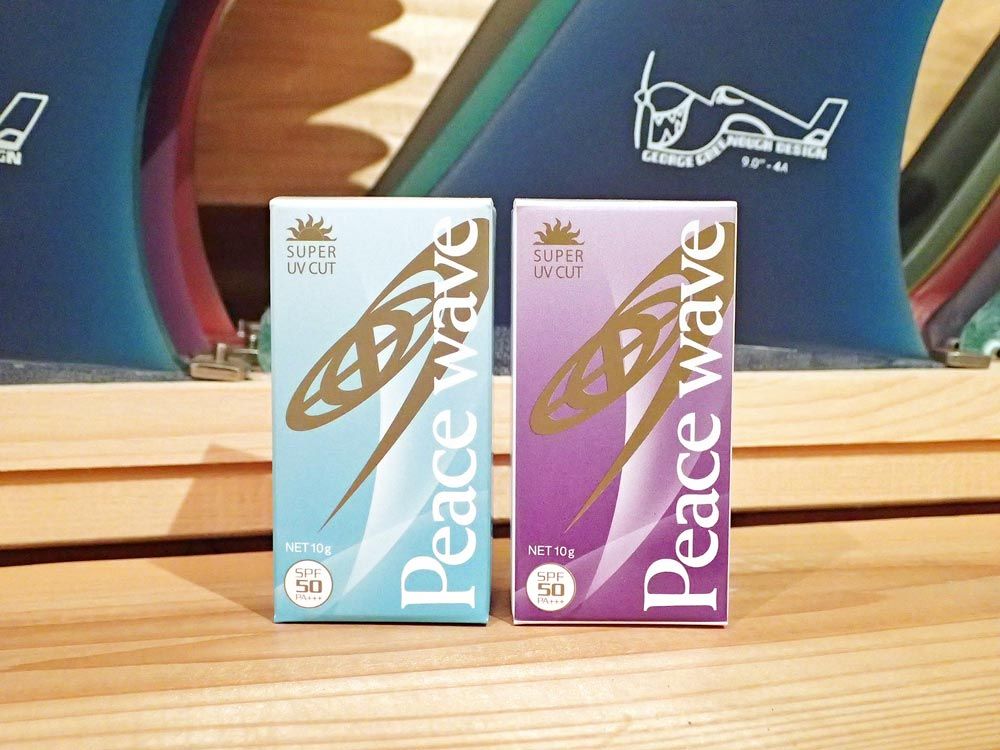 GN
GEORGE GREENOUGH DESIGN
9.0" - 4A
SUPER
UV CUT
Peace wave
NET 10g
SPF
50
PA+++
SUPER
UV CUT
Peace wave
NET 10g
SPF
50
PA+++